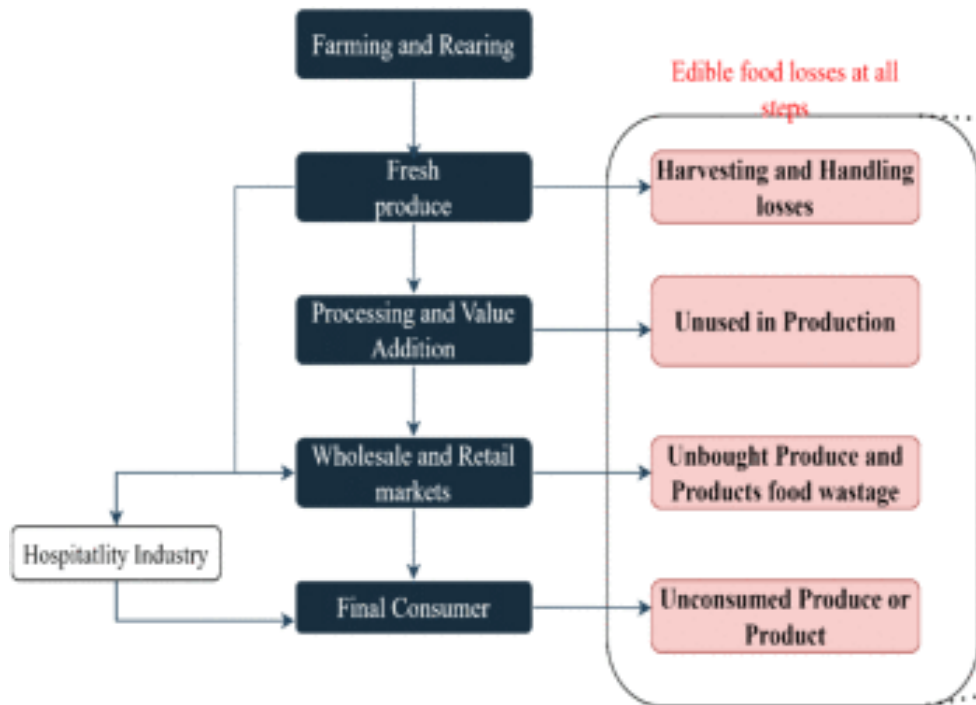 Farming and Rearing
Edible food losses at all
steps
Fresh
produce
Harvesting and Handling
losses
Processing and Value
Addition
Unused in Production
Wholesale and Retail
markets
Unbought Produce and
Products food wastage
Hospitatlity Industry
Final Consumer
Unconsumed Produce or
Product